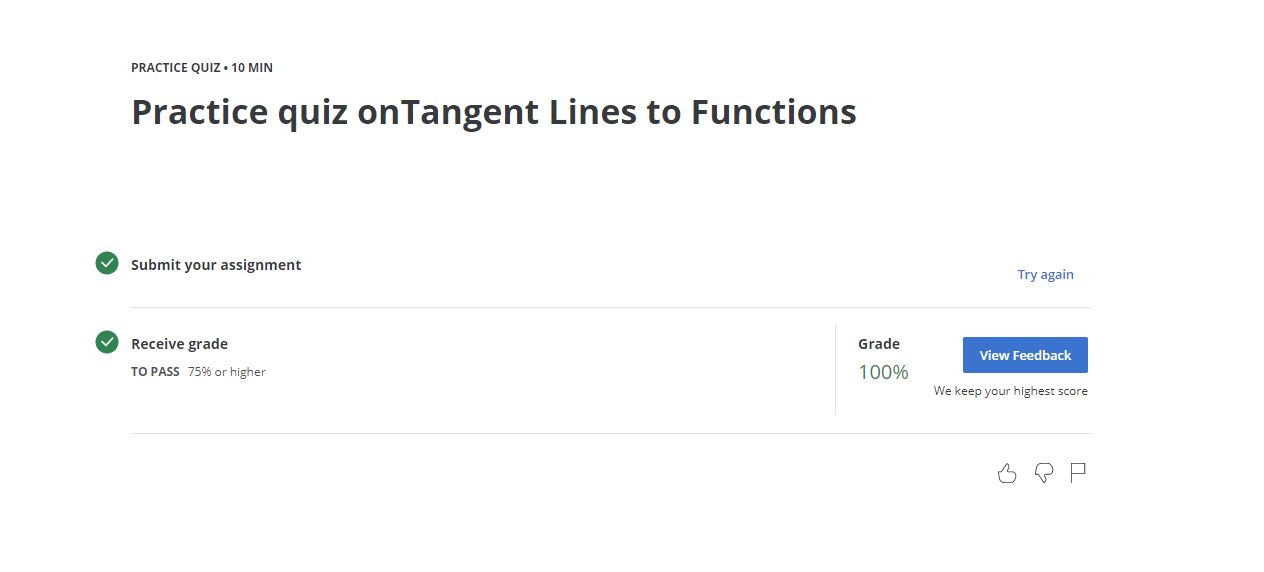 PRACTICE QUIZ • 10 MIN
Practice quiz onTangent Lines to Functions
Submit your assignment
Try again
Receive grade
TO PASS 75% or higher
Grade
100%
View Feedback
We keep your highest score